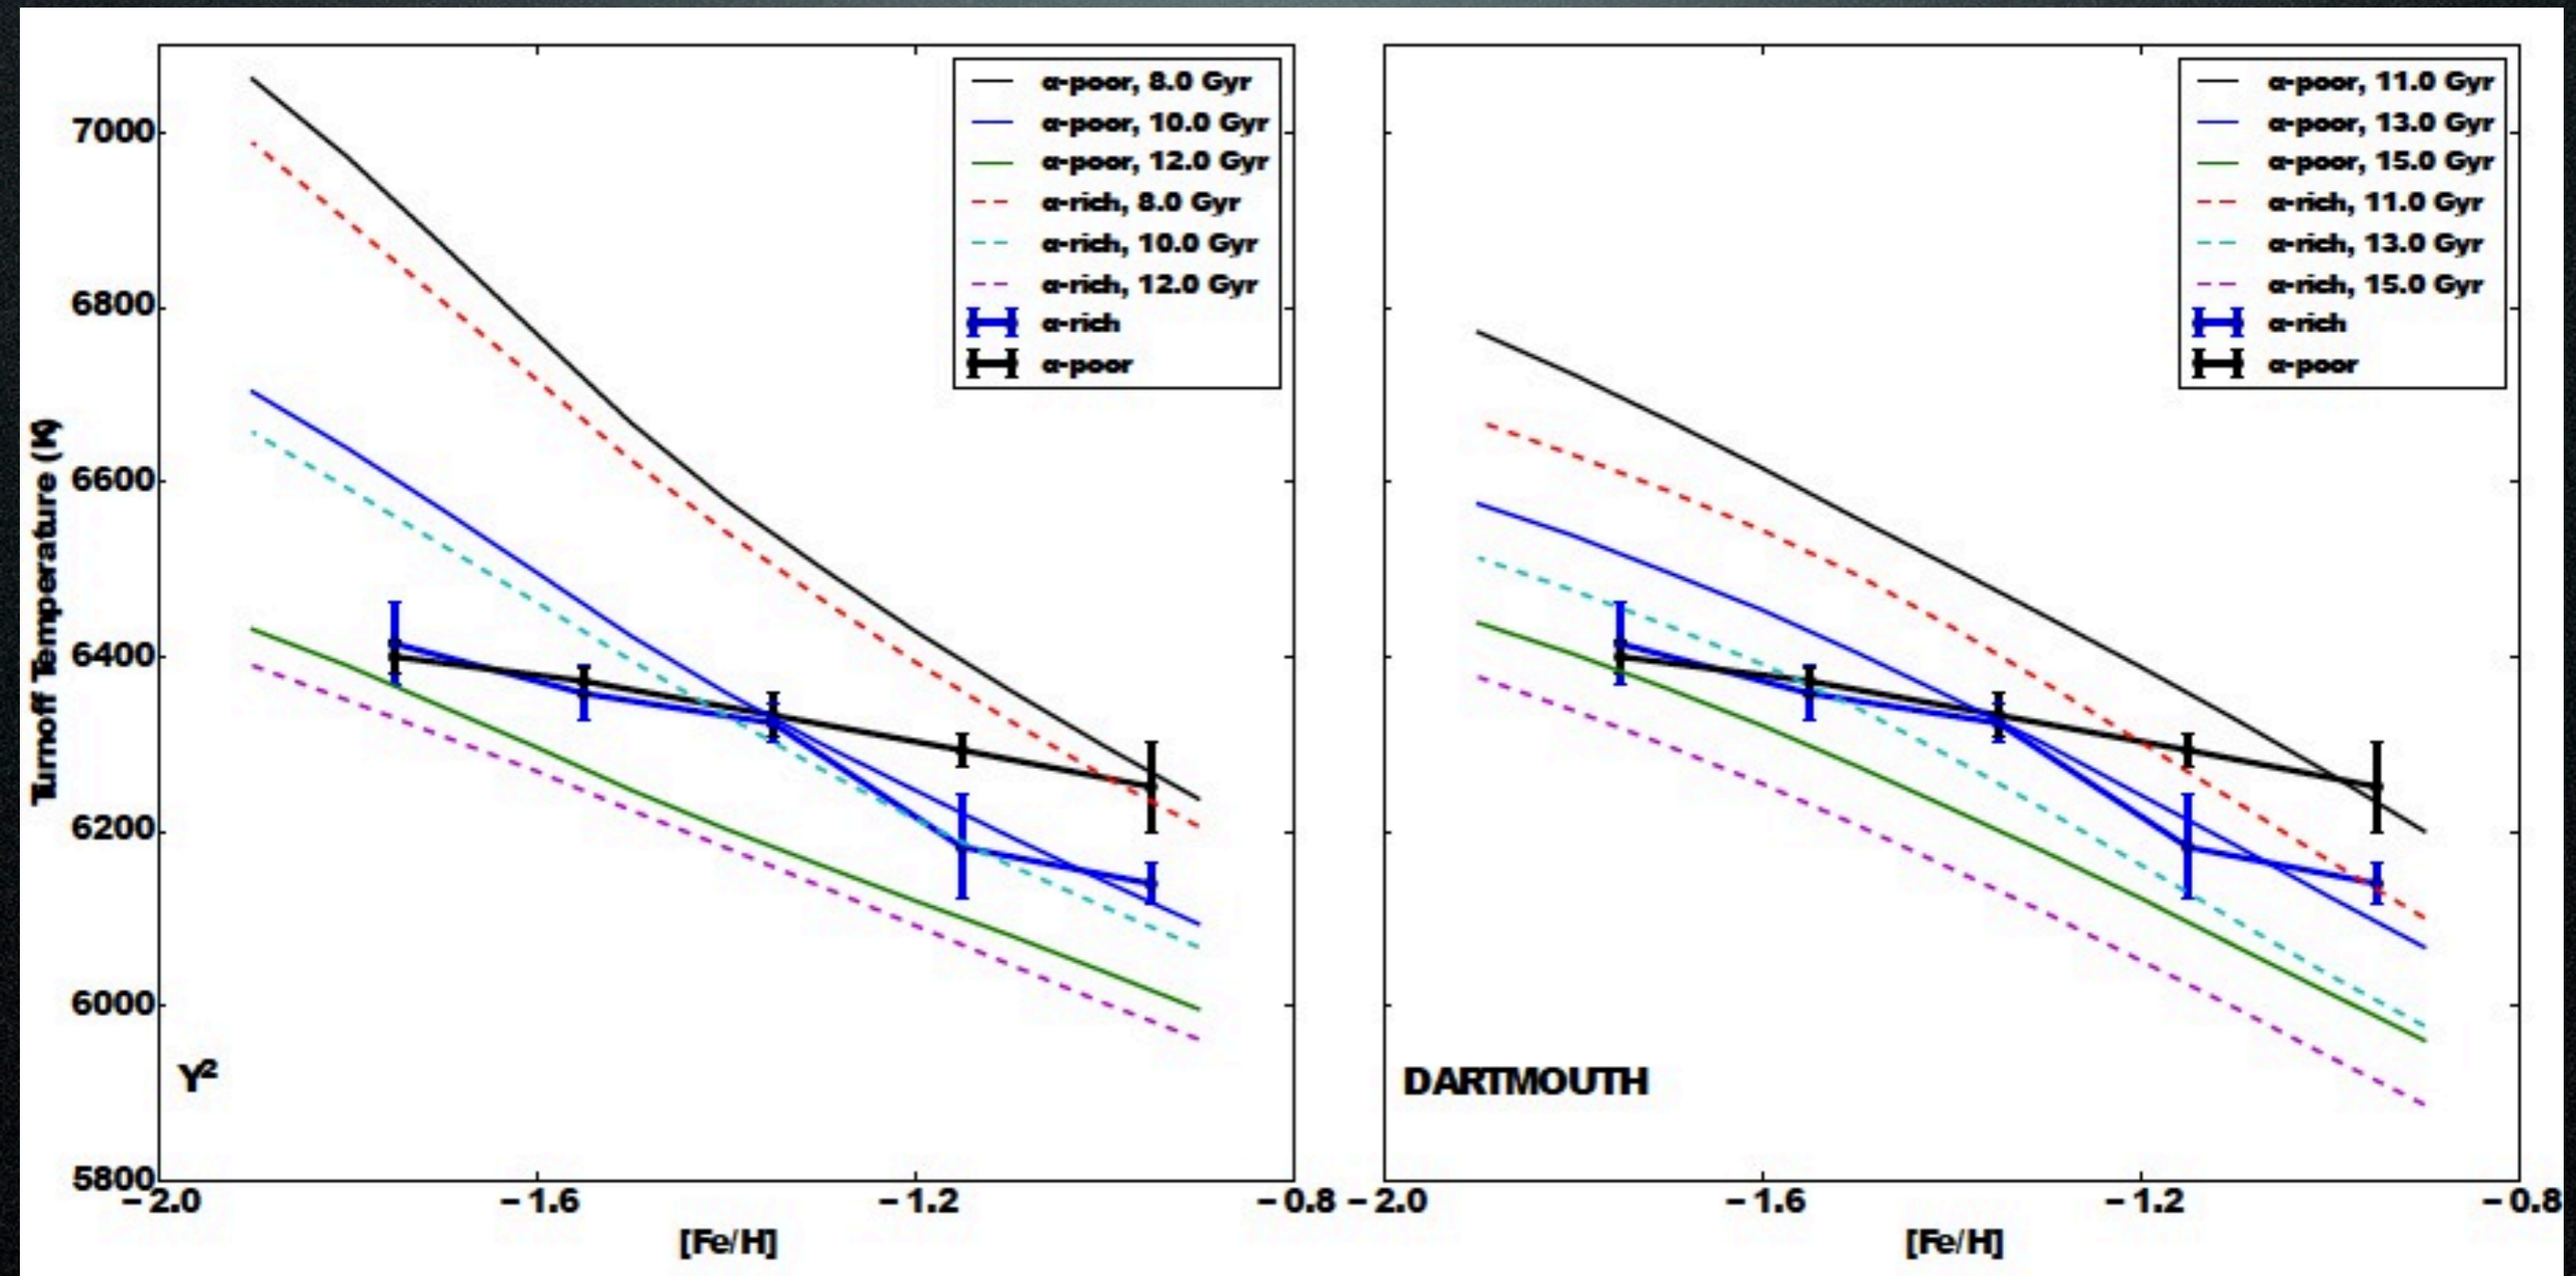 Turnoff Temperature (K)
7000
6800
6600
6400
6200
6000
5800
α-poor, 8.0 Gyr
α-poor, 10.0 Gyr
α-poor, 12.0 Gyr
α-rich, 8.0 Gyr
α-rich, 10.0 Gyr
α-rich, 12.0 Gyr
α-rich
α-poor
Y²
−2.0 −1.6 −1.2 −0.8
[Fe/H]
α-poor, 11.0 Gyr
α-poor, 13.0 Gyr
α-poor, 15.0 Gyr
α-rich, 11.0 Gyr
α-rich, 13.0 Gyr
α-rich, 15.0 Gyr
α-rich
α-poor
DARTMOUTH
−2.0 −1.6 −1.2 −0.8
[Fe/H]